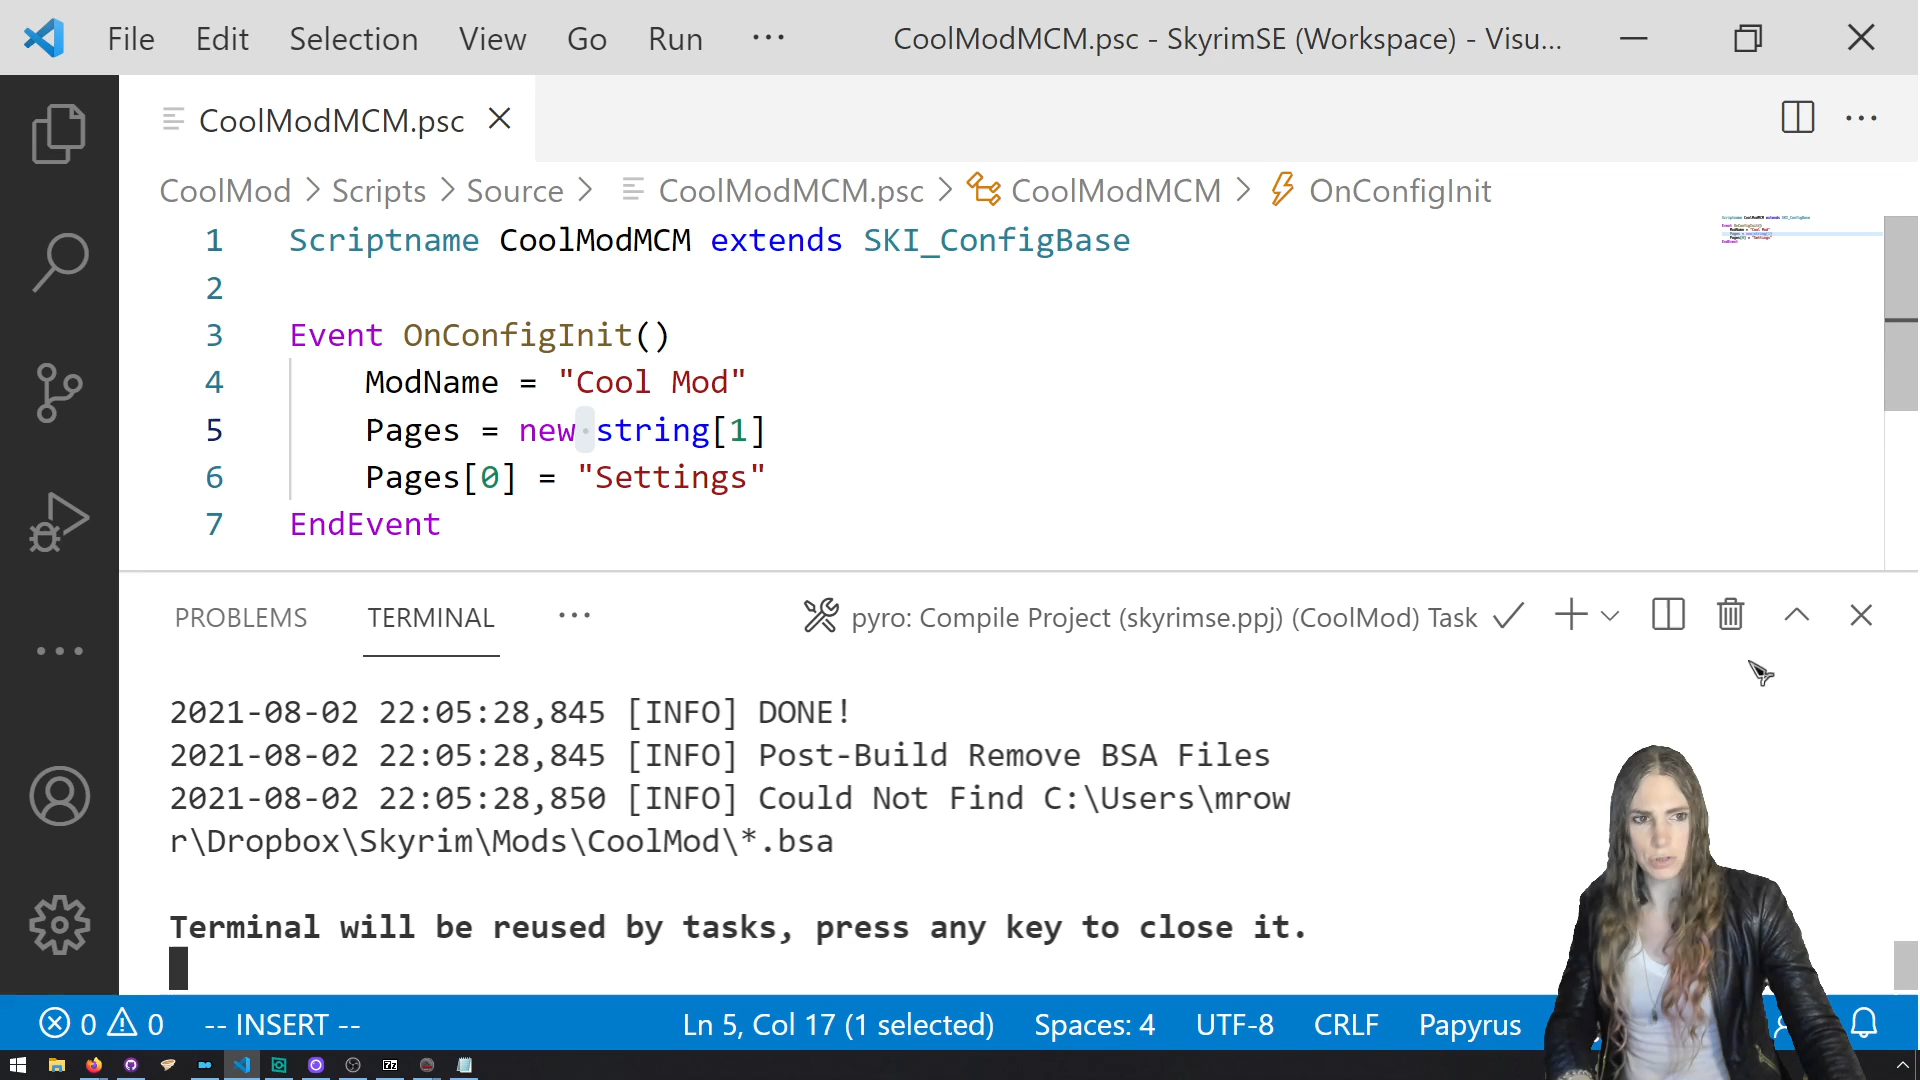 File Edit Selection View Go Run ··· CoolModMCM.psc - SkyrimSE (Workspace) - Visu...
CoolModMCM.psc
CoolMod > Scripts > Source > CoolModMCM.psc > CoolModMCM > OnConfigInit
1 Scriptname CoolModMCM extends SKI_ConfigBase
2
3 Event OnConfigInit()
4 ModName = "Cool Mod"
5 Pages = new string[1]
6 Pages[0] = "Settings"
7 EndEvent
PROBLEMS TERMINAL ··· pyro: Compile Project (skyrimse.ppj) (CoolMod) Task
2021-08-02 22:05:28,845 [INFO] DONE!
2021-08-02 22:05:28,845 [INFO] Post-Build Remove BSA Files
2021-08-02 22:05:28,850 [INFO] Could Not Find C:\Users\mrow
r\Dropbox\Skyrim\Mods\CoolMod\*.bsa
Terminal will be reused by tasks, press any key to close it.
0 0 -- INSERT -- Ln 5, Col 17 (1 selected) Spaces: 4 UTF-8 CRLF Papyrus